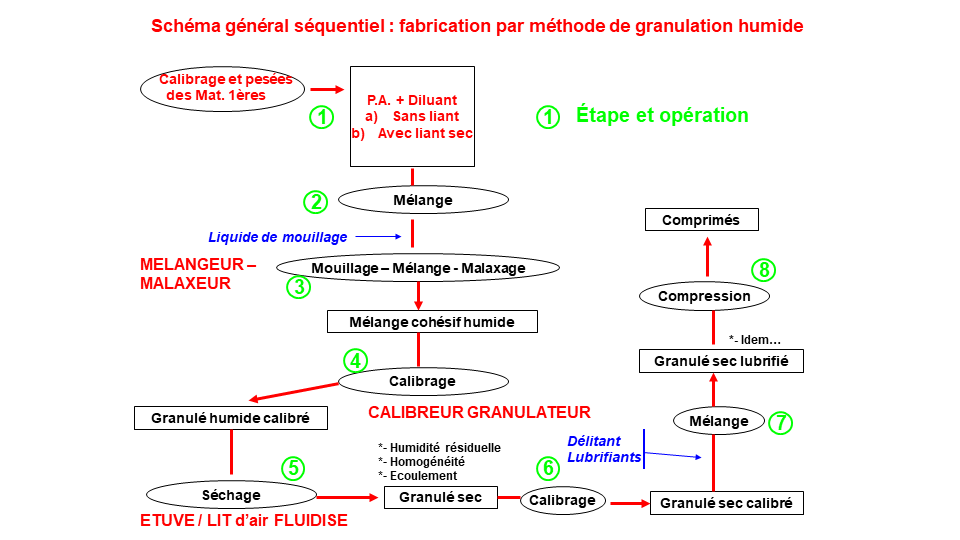 Schéma général séquentiel : fabrication par méthode de granulation humide
Calibrage et pesées
des Mat. 1ères
1
P.A. + Diluant
a) Sans liant
b) Avec liant sec
1 Étape et opération
2
Mélange
Liquide de mouillage
MELANGEUR –
MALAXEUR
Mouillage – Mélange - Malaxage
3
Mélange cohésif humide
4
Calibrage
CALIBREUR GRANULATEUR
Granulé humide calibré
5
Séchage
ETUVE / LIT d'air FLUIDISE
*- Humidité résiduelle
*- Homogénéité
*- Ecoulement
Granulé sec
6
Calibrage
Granulé sec calibré
Délitant
Lubrifiants
Mélange
7
Granulé sec lubrifié
*- Idem…
Compression
8
Comprimés